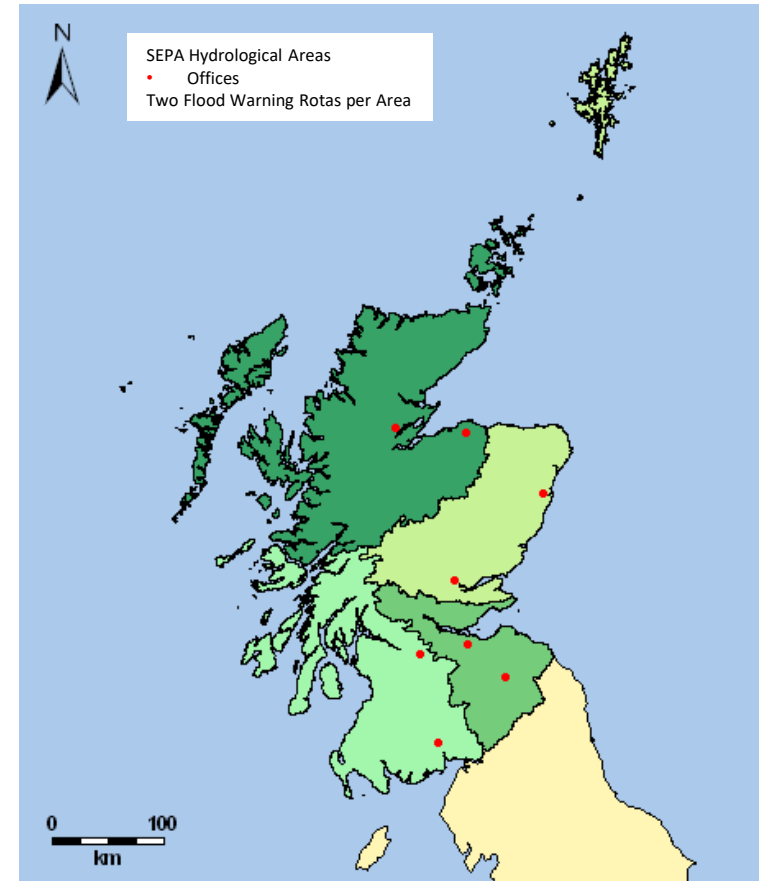 N
SEPA Hydrological Areas
• Offices
Two Flood Warning Rotas per Area
0 100
km